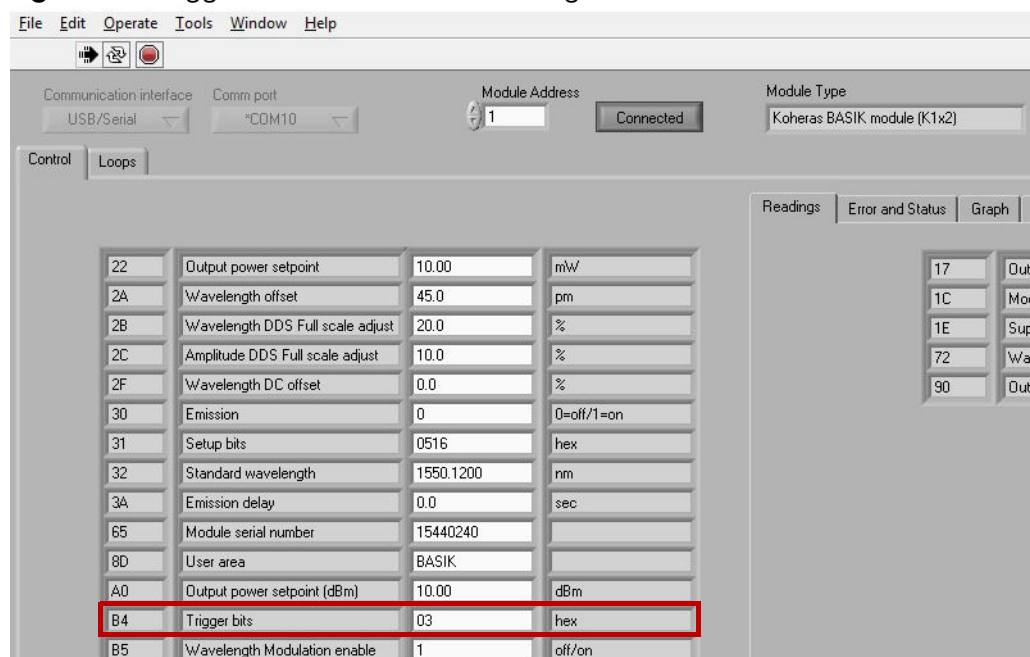 File Edit Operate Tools Window Help
Communication interface Comm port Module Address Module Type
USB/Serial "COM10 1 Connected Koheras BASIK module (K1x2)
Control Loops
Readings Error and Status Graph
22 Output power setpoint 10.00 mW 17
2A Wavelength offset 45.0 pm 1C
2B Wavelength DDS Full scale adjust 20.0 % 1E
2C Amplitude DDS Full scale adjust 10.0 % 72
2F Wavelength DC offset 0.0 % 90
30 Emission 0 0=off/1=on
31 Setup bits 0516 hex
32 Standard wavelength 1550.1200 nm
3A Emission delay 0.0 sec
65 Module serial number 15440240
8D User area BASIK
A0 Output power setpoint (dBm) 10.00 dBm
B4 Trigger bits 03 hex
B5 Wavelength Modulation enable 1 off/on